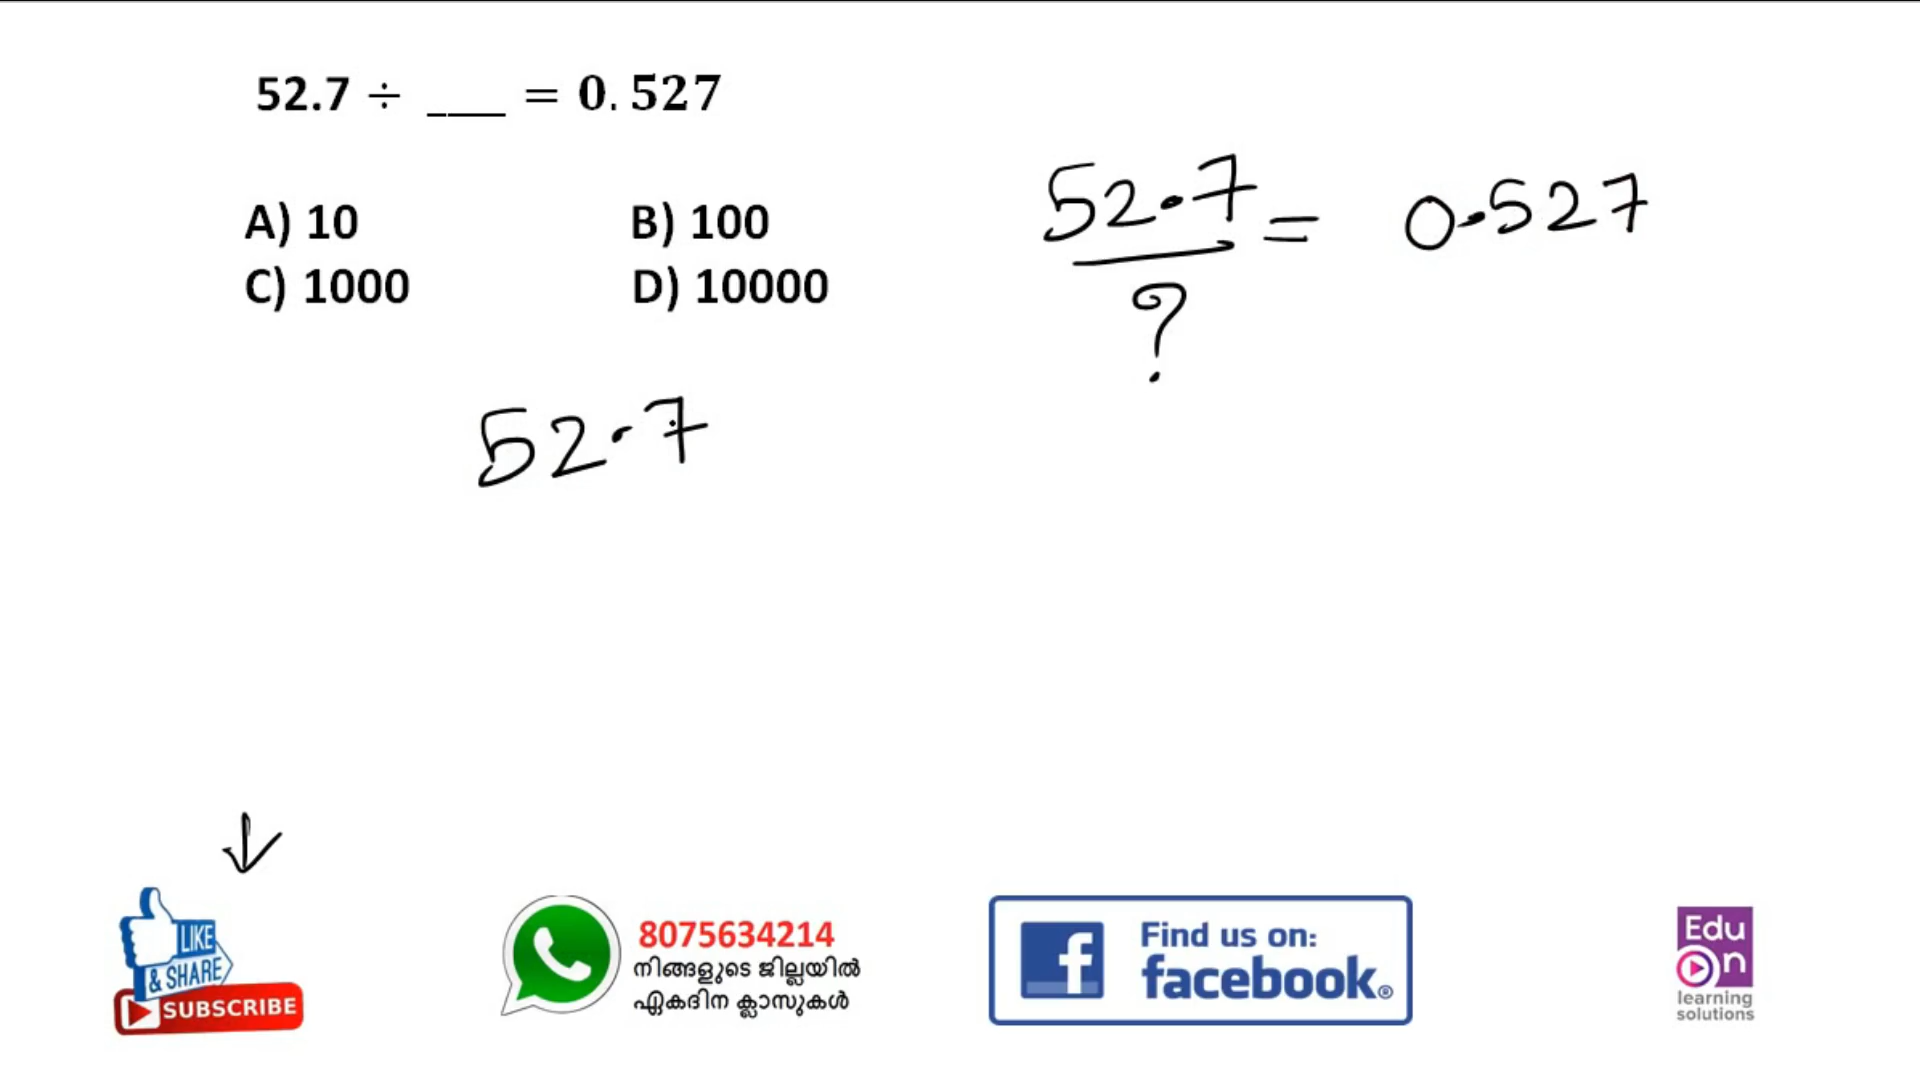 52.7 ÷ ____ = 0.527
A) 10
B) 100
C) 1000
D) 10000
52.7
?
= 0.527
52.7
LIKE
& SHARE
SUBSCRIBE
8075634214
നിങ്ങളുടെ ജില്ലയിൽ
ഏകദിന ക്ലാസുകൾ
f
Find us on:
facebook®
Edu
On
learning
solutions